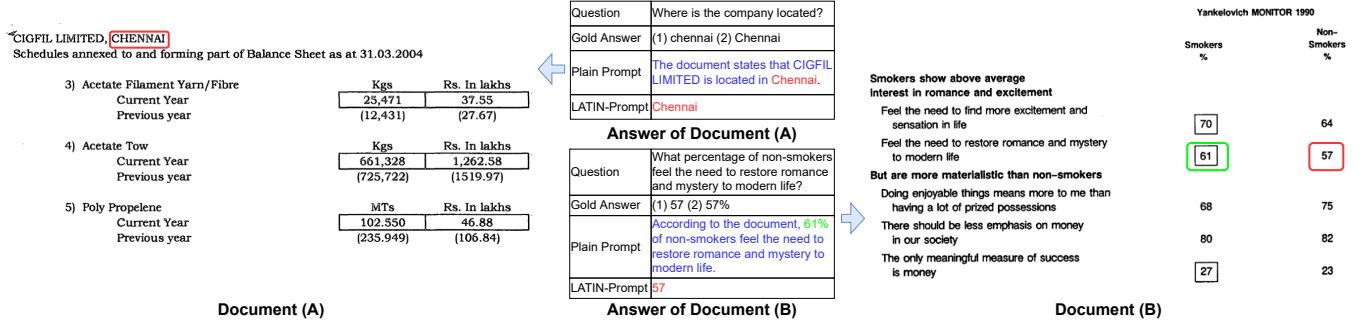 CIGFIL LIMITED, CHENNAI
Schedules annexed to and forming part of Balance Sheet as at 31.03.2004
3) Acetate Filament Yarn/Fibre Kgs Rs. In lakhs
Current Year 25,471 37.55
Previous year (12,431) (27.67)
4) Acetate Tow Kgs Rs. In lakhs
Current Year 661,328 1,262.58
Previous year (725,722) (1519.97)
5) Poly Propelene MTs Rs. In lakhs
Current Year 102.550 46.88
Previous year (235.949) (106.84)
Document (A)
Question Where is the company located?
Gold Answer (1) chennai (2) Chennai
Plain Prompt The document states that CIGFIL
LIMITED is located in Chennai.
LATIN-Prompt Chennai
Answer of Document (A)
Question What percentage of non-smokers
feel the need to restore romance
and mystery to modern life?
Gold Answer (1) 57 (2) 57%
Plain Prompt According to the document, 61%
of non-smokers feel the need to
restore romance and mystery to
modern life.
LATIN-Prompt 57
Answer of Document (B)
Yankelovich MONITOR 1990
Smokers
%
Non-
Smokers
%
Smokers show above average
interest in romance and excitement
Feel the need to find more excitement and
sensation in life 70 64
Feel the need to restore romance and mystery
to modern life 61 57
But are more materialistic than non-smokers
Doing enjoyable things means more to me than
having a lot of prized possessions 68 75
There should be less emphasis on money
in our society 80 82
The only meaningful measure of success
is money 27 23
Document (B)